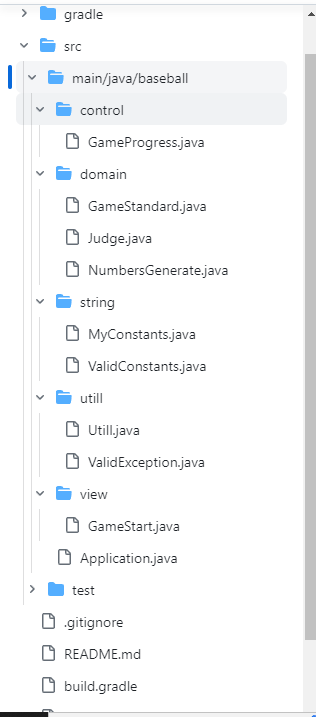 gradle
src
main/java/baseball
control
GameProgress.java
domain
GameStandard.java
Judge.java
NumbersGenerate.java
string
MyConstants.java
ValidConstants.java
utill
Utill.java
ValidException.java
view
GameStart.java
Application.java
test
.gitignore
README.md
build.gradle